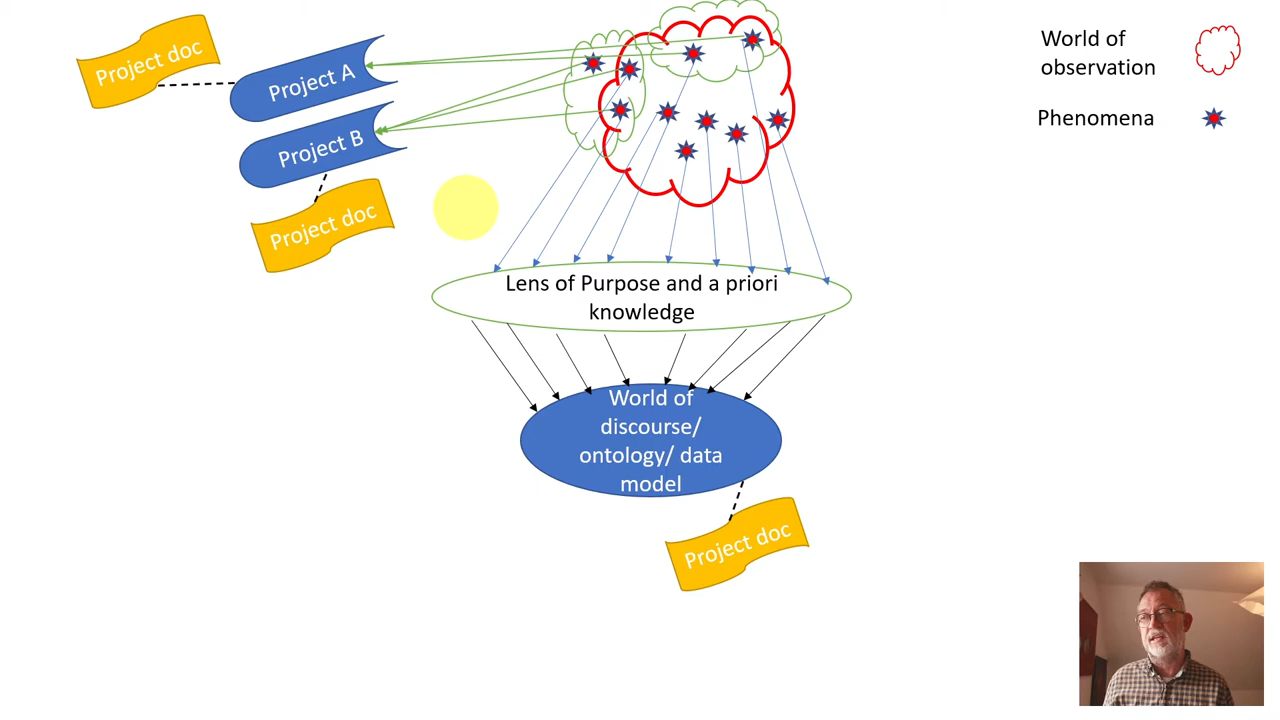 Project doc
Project A
Project B
Project doc
World of
observation
Phenomena
Lens of Purpose and a priori
knowledge
World of
discourse/
ontology/ data
model
Project doc